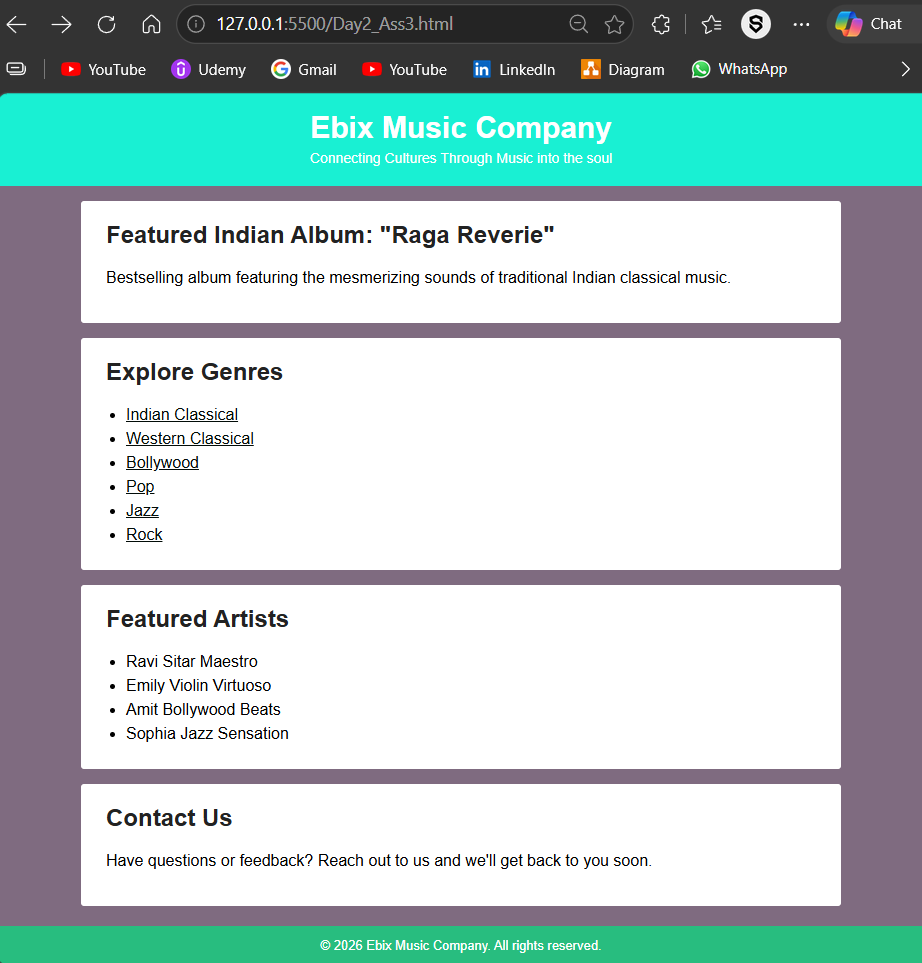 127.0.0.1:5500/Day2_Ass3.html
Chat
YouTube
Udemy
Gmail
YouTube
LinkedIn
Diagram
WhatsApp
Ebix Music Company
Connecting Cultures Through Music into the soul
Featured Indian Album: "Raga Reverie"
Bestselling album featuring the mesmerizing sounds of traditional Indian classical music.
Explore Genres
Indian Classical
Western Classical
Bollywood
Pop
Jazz
Rock
Featured Artists
Ravi Sitar Maestro
Emily Violin Virtuoso
Amit Bollywood Beats
Sophia Jazz Sensation
Contact Us
Have questions or feedback? Reach out to us and we'll get back to you soon.
© 2026 Ebix Music Company. All rights reserved.